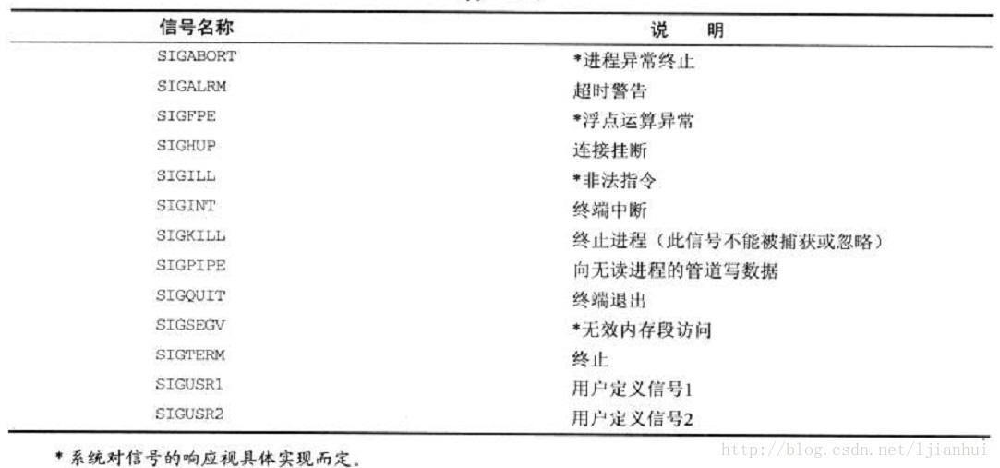 信号名称 说 明
SIGABORT *进程异常终止
SIGALRM 超时警告
SIGFPE *浮点运算异常
SIGHUP 连接挂断
SIGILL *非法指令
SIGINT 终端中断
SIGKILL 终止进程（此信号不能被捕获或忽略）
SIGPIPE 向无读进程的管道写数据
SIGQUIT 终端退出
SIGSEGV *无效内存段访问
SIGTERM 终止
SIGUSR1 用户定义信号1
SIGUSR2 用户定义信号2
* 系统对信号的响应视具体实现而定。
http://blog.csdn.net/ljianhui